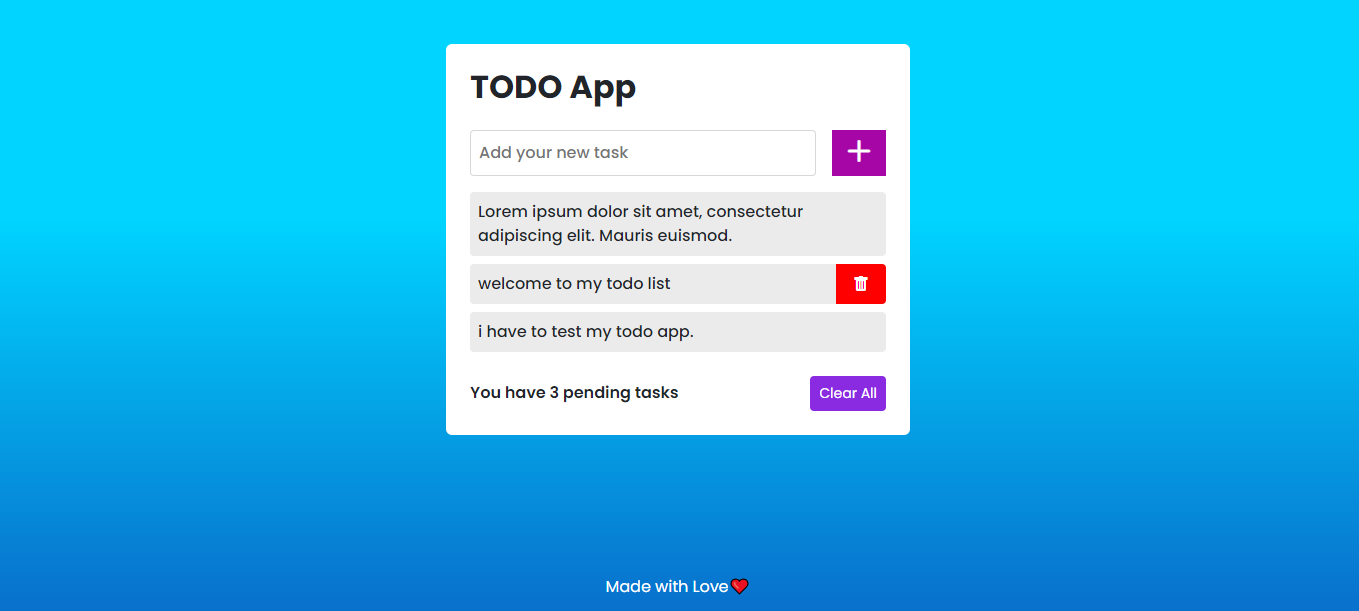 TODO App
Add your new task
Lorem ipsum dolor sit amet, consectetur
adipiscing elit. Mauris euismod.
welcome to my todo list
i have to test my todo app.
You have 3 pending tasks
Clear All
Made with Love❤️